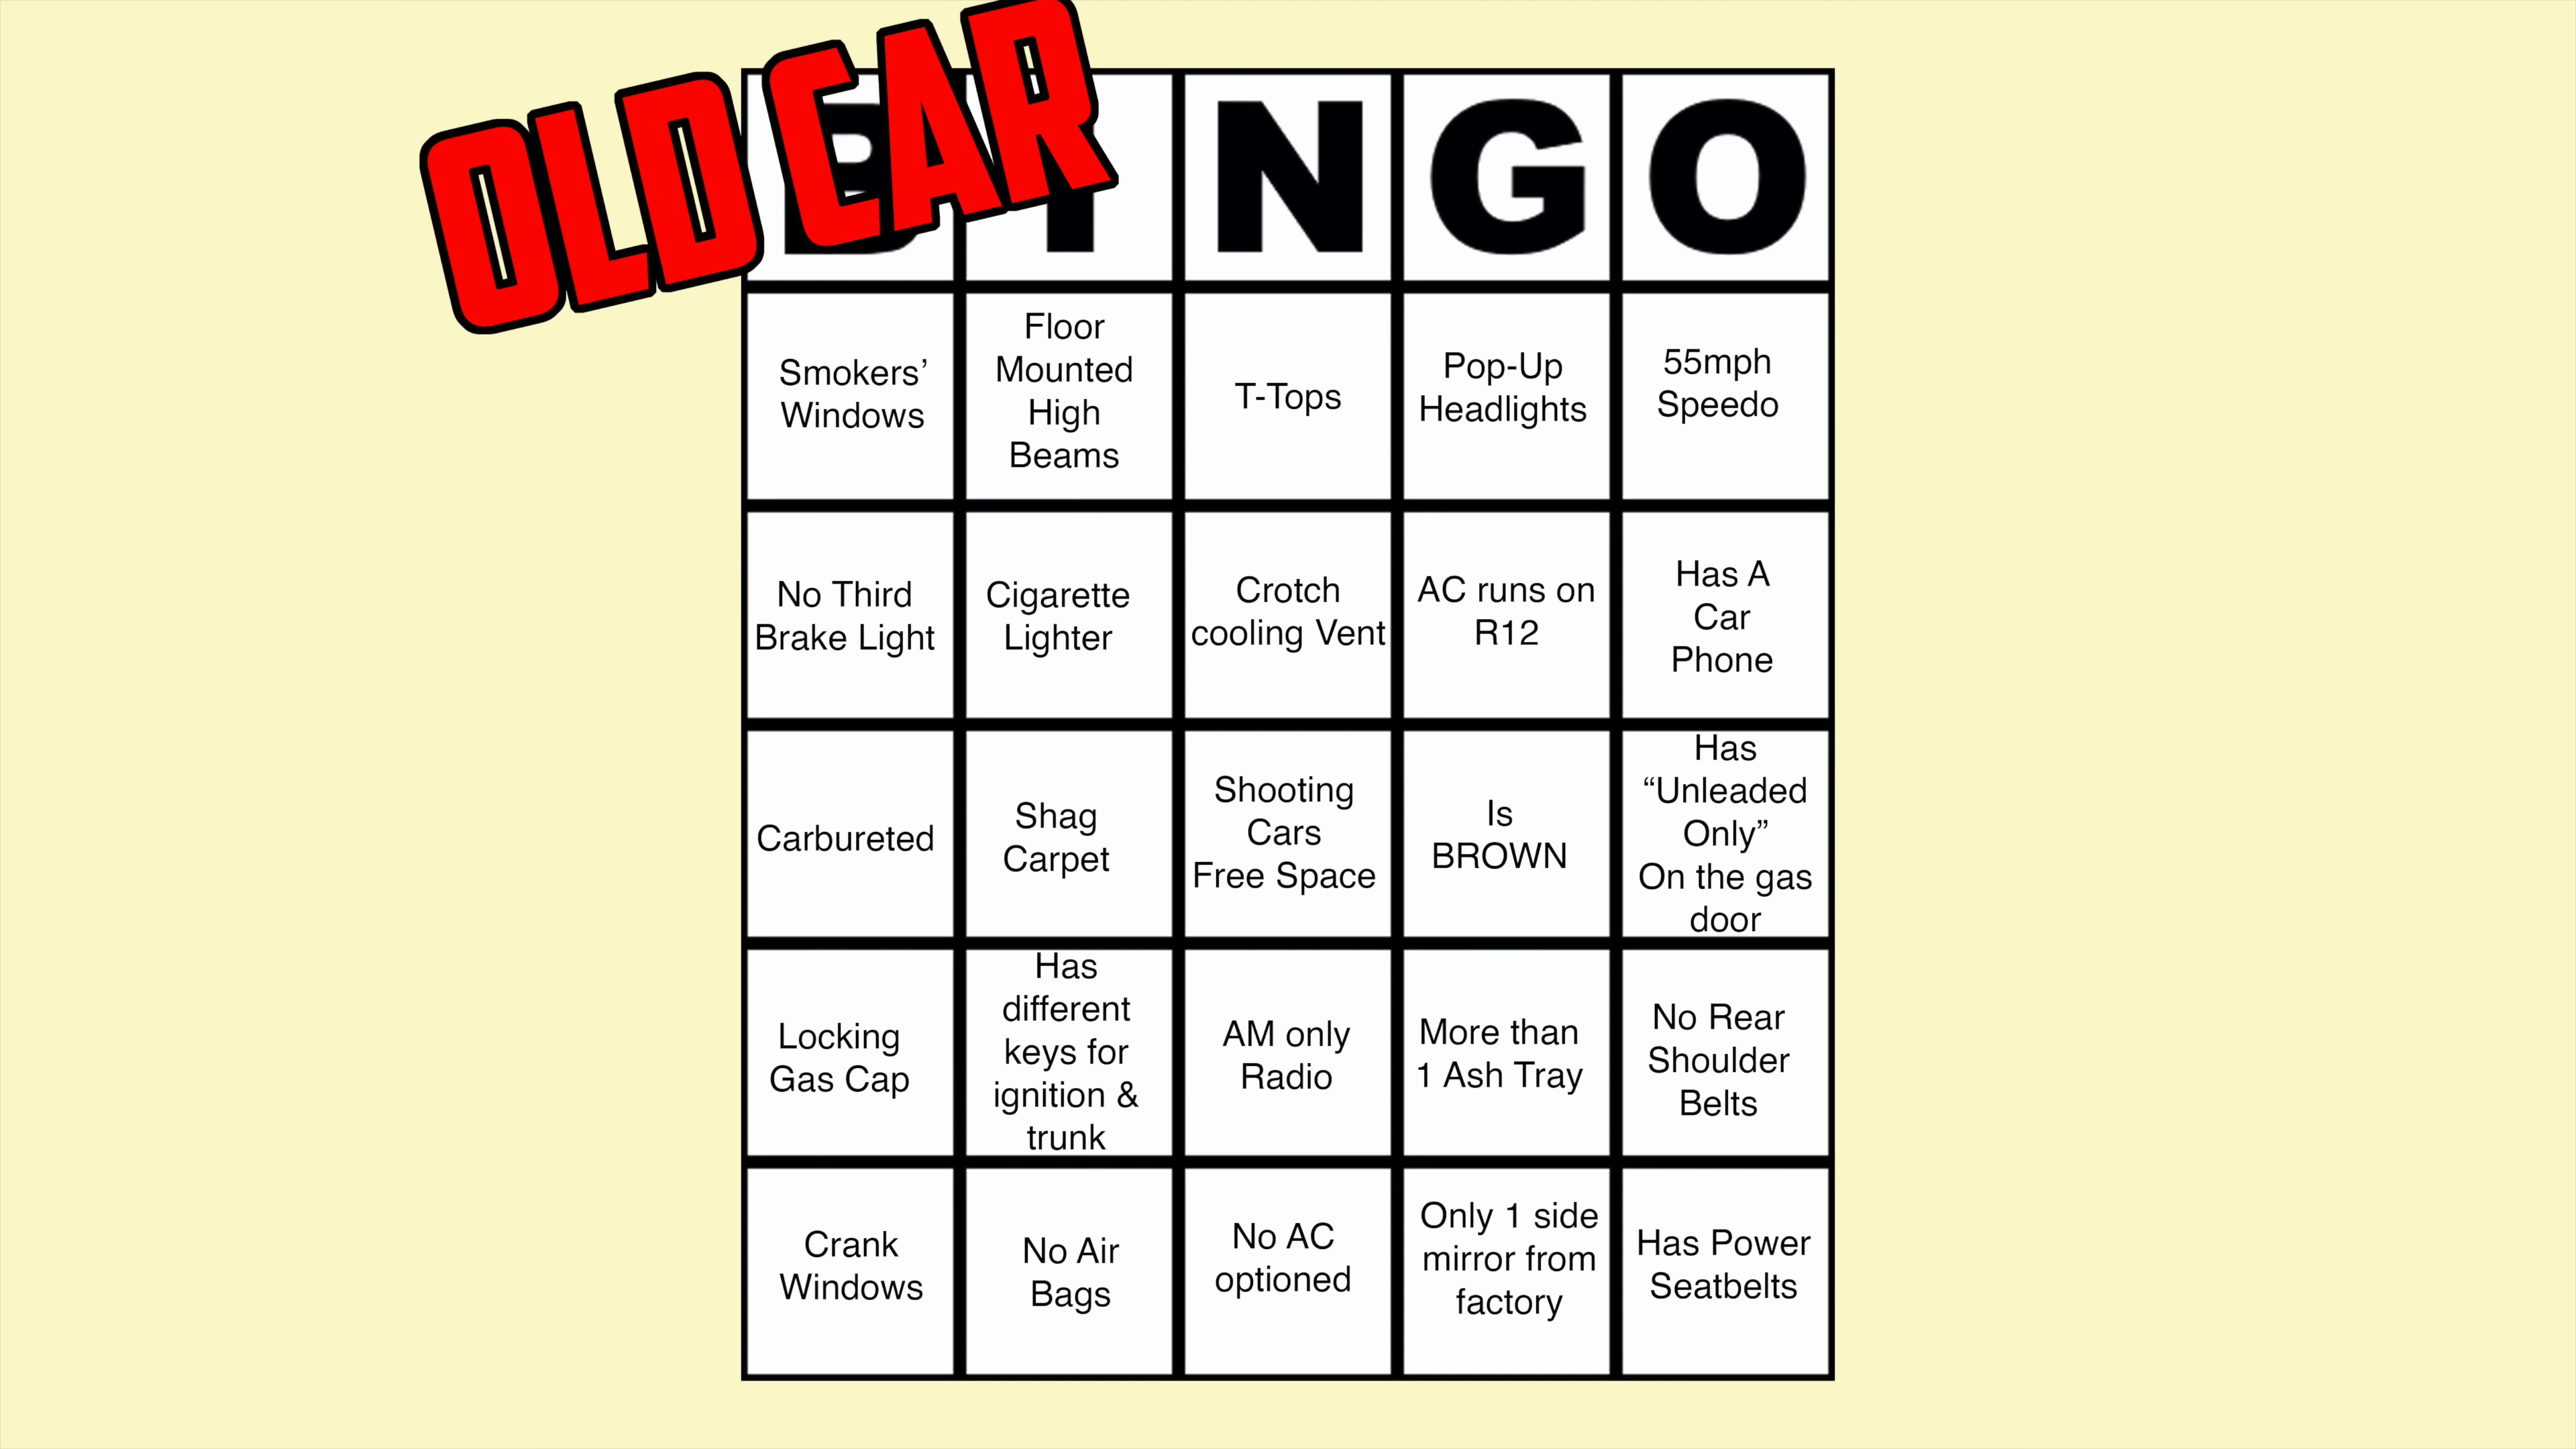 OLD CAR
B I N G O
Smokers’
Windows
Floor
Mounted
High
Beams
T-Tops
Pop-Up
Headlights
55mph
Speedo
No Third
Brake Light
Cigarette
Lighter
Crotch
cooling Vent
AC runs on
R12
Has A
Car
Phone
Carbureted
Shag
Carpet
Shooting
Cars
Free Space
Is
BROWN
Has
“Unleaded
Only”
On the gas
door
Locking
Gas Cap
Has
different
keys for
ignition &
trunk
AM only
Radio
More than
1 Ash Tray
No Rear
Shoulder
Belts
Crank
Windows
No Air
Bags
No AC
optioned
Only 1 side
mirror from
factory
Has Power
Seatbelts